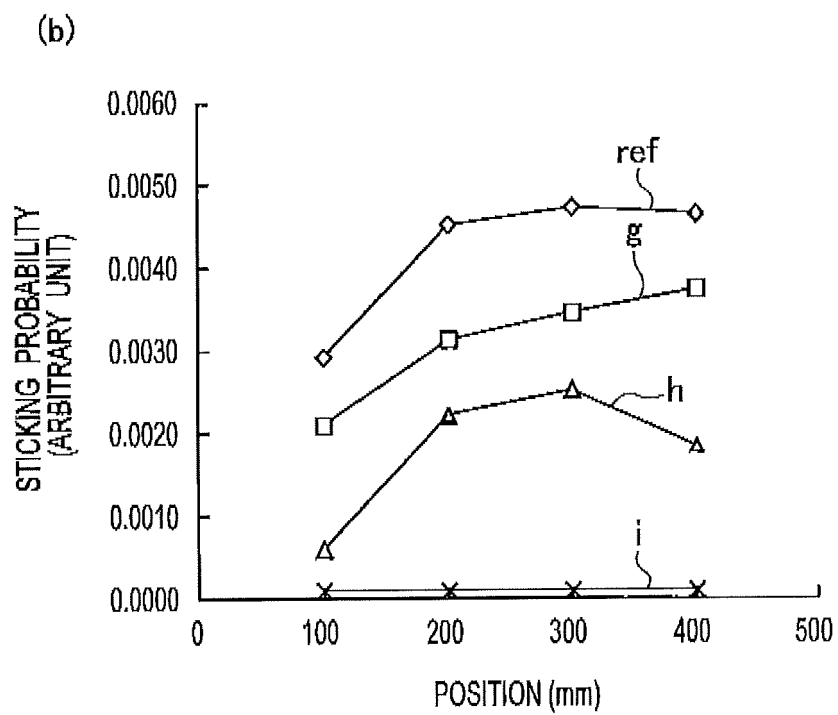 (b)
STICKING PROBABILITY
(ARBITRARY UNIT)
0.0060
0.0050
0.0040
0.0030
0.0020
0.0010
0.0000
ref
g
h
i
0
100
200
300
400
500
POSITION (mm)